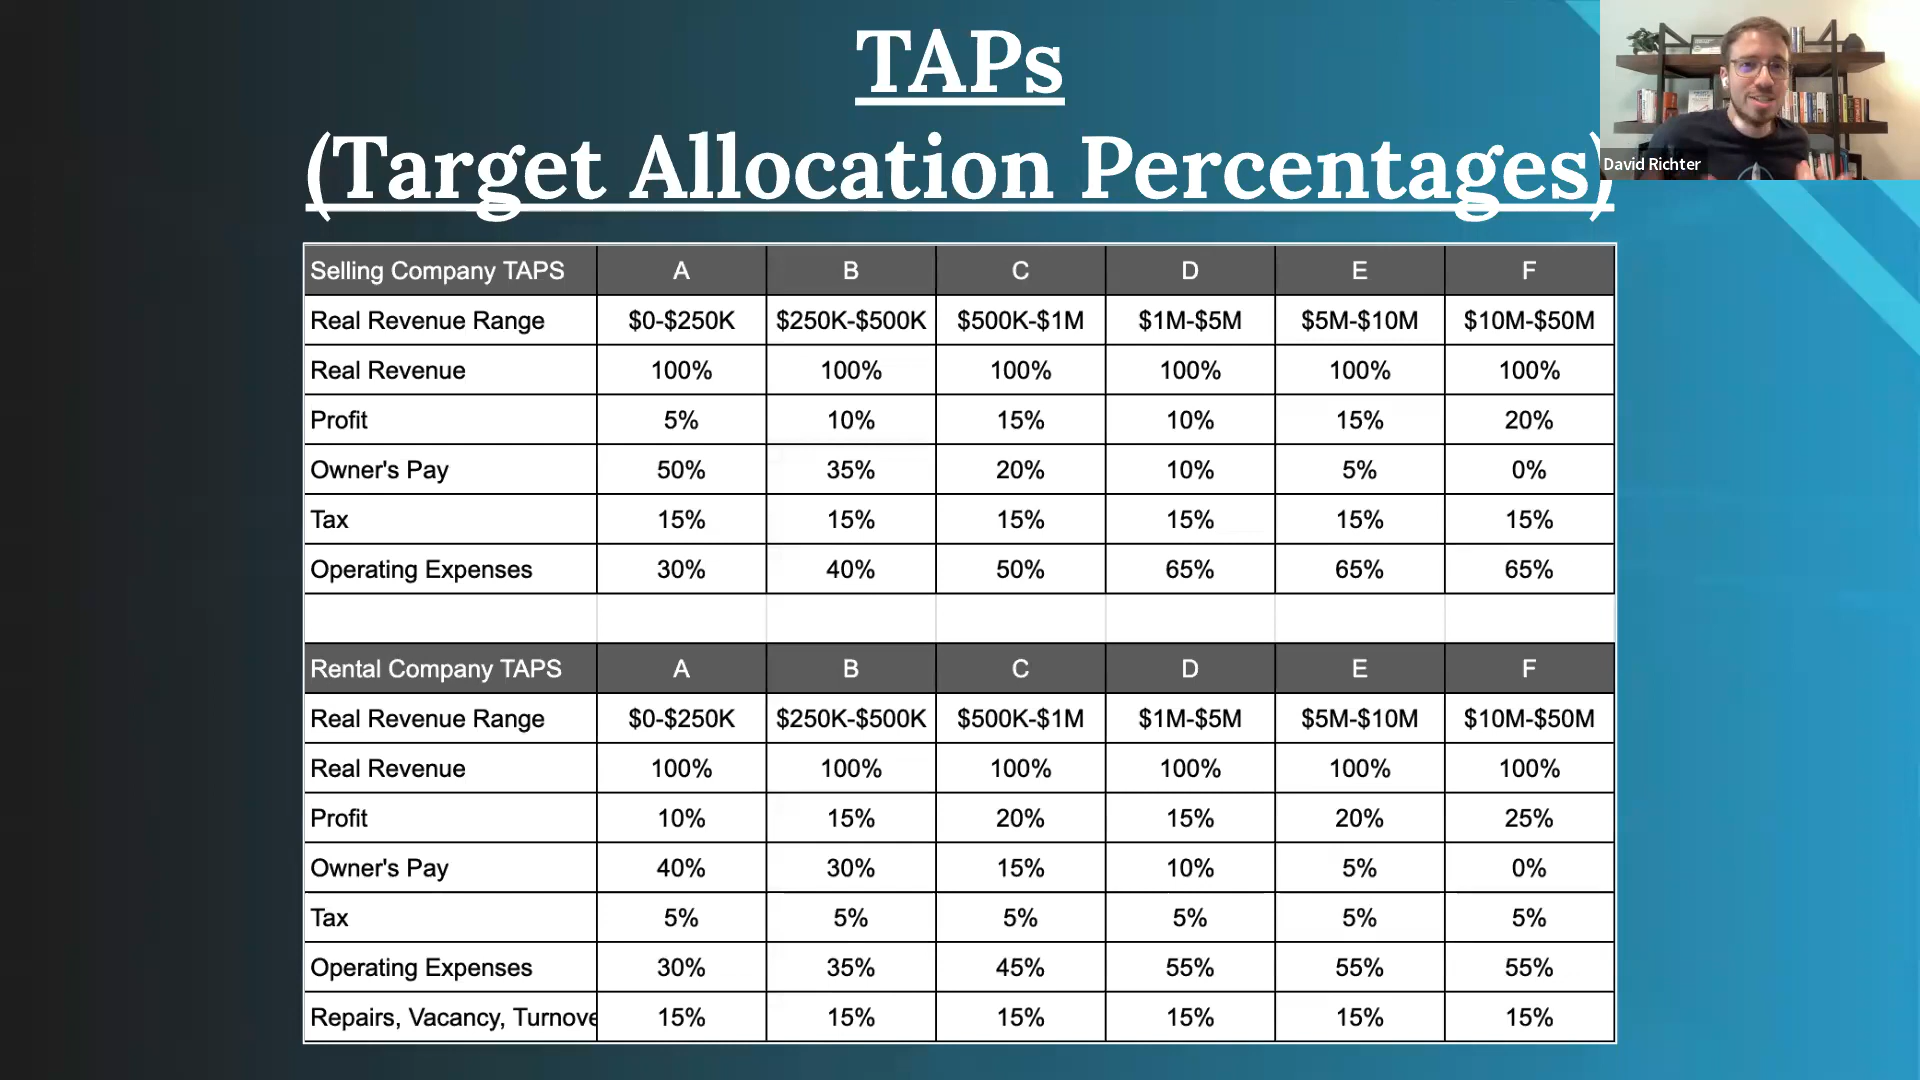 TAPs
(Target Allocation Percentages)
David Richter
Selling Company TAPS A B C D E F
Real Revenue Range $0-$250K $250K-$500K $500K-$1M $1M-$5M $5M-$10M $10M-$50M
Real Revenue 100% 100% 100% 100% 100% 100%
Profit 5% 10% 15% 10% 15% 20%
Owner's Pay 50% 35% 20% 10% 5% 0%
Tax 15% 15% 15% 15% 15% 15%
Operating Expenses 30% 40% 50% 65% 65% 65%
Rental Company TAPS A B C D E F
Real Revenue Range $0-$250K $250K-$500K $500K-$1M $1M-$5M $5M-$10M $10M-$50M
Real Revenue 100% 100% 100% 100% 100% 100%
Profit 10% 15% 20% 15% 20% 25%
Owner's Pay 40% 30% 15% 10% 5% 0%
Tax 5% 5% 5% 5% 5% 5%
Operating Expenses 30% 35% 45% 55% 55% 55%
Repairs, Vacancy, Turnove 15% 15% 15% 15% 15% 15%